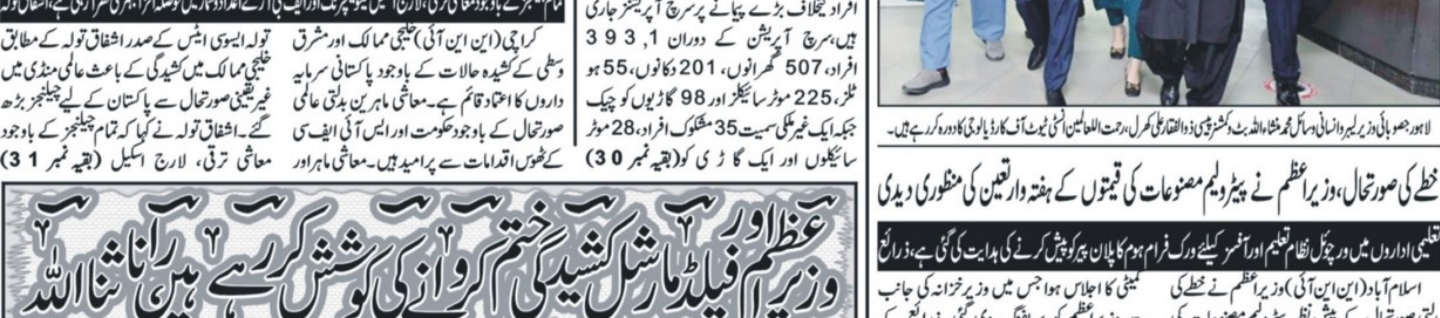 لاہور: صوبائی وزیر لیبر و انسانی وسائل محمد منشاء اللہ بٹ و کمشنر پیسی ذوالفقار علی کھرل، رحمت اللعالمین انسٹی ٹیوٹ آف کارڈیالوجی کا دورہ کر رہے ہیں۔
خطے کی صورتحال، وزیراعظم نے پیٹرولیم مصنوعات کی قیمتوں کے ہفتہ وار تعین کی منظوری دیدی
تعلیمی اداروں میں ورچوئل نظام تعلیم اور آفسز کیلئے ورک فرام ہوم کا پلان پیر کو پیش کرنے کی ہدایت کی گئی ہے، ذرائع
اسلام آباد (این این آئی) وزیراعظم نے خطے کی
کمیٹی کا اجلاس ہوا جس میں وزیر خزانہ کی جانب
افراد کیخلاف بڑے پیمانے پر سرچ آپریشنز جاری
ہیں، سرچ آپریشن کے دوران 1,393
افراد، 507 گھرانوں، 201 دکانوں، 55 ہو
ٹلز، 225 موٹر سائیکلز اور 98 گاڑیوں کو چیک
جبکہ ایک غیر ملکی سمیت 35 مشکوک افراد، 28 موٹر
سائیکلوں اور ایک گاڑی کو (بقیہ نمبر 30)
کراچی (این این آئی) خلیجی ممالک اور مشرق
وسطیٰ کے کشیدہ حالات کے باوجود پاکستانی سرمایہ
داروں کا اعتماد قائم ہے۔ معاشی ماہرین بدلتی عالمی
صورتحال کے باوجود حکومت اور ایس آئی ایف سی
کے ٹھوس اقدامات سے پرامید ہیں۔ معاشی ماہر اور
تولہ ایسوسی ایٹس کے صدر اشفاق تولہ کے مطابق
خلیجی ممالک میں کشیدگی کے باعث عالمی منڈی میں
غیر یقینی صورتحال سے پاکستان کے لیے چیلنجز بڑھ
گئے۔ اشفاق تولہ نے کہا کہ تمام چیلنجز کے باوجود
معاشی ترقی، لارج اسکیل (بقیہ نمبر 31)
وزیراعظم اور فیلڈ مارشل کشیدگی ختم کروانے کی کوشش کر رہے ہیں، رانا ثنا اللہ